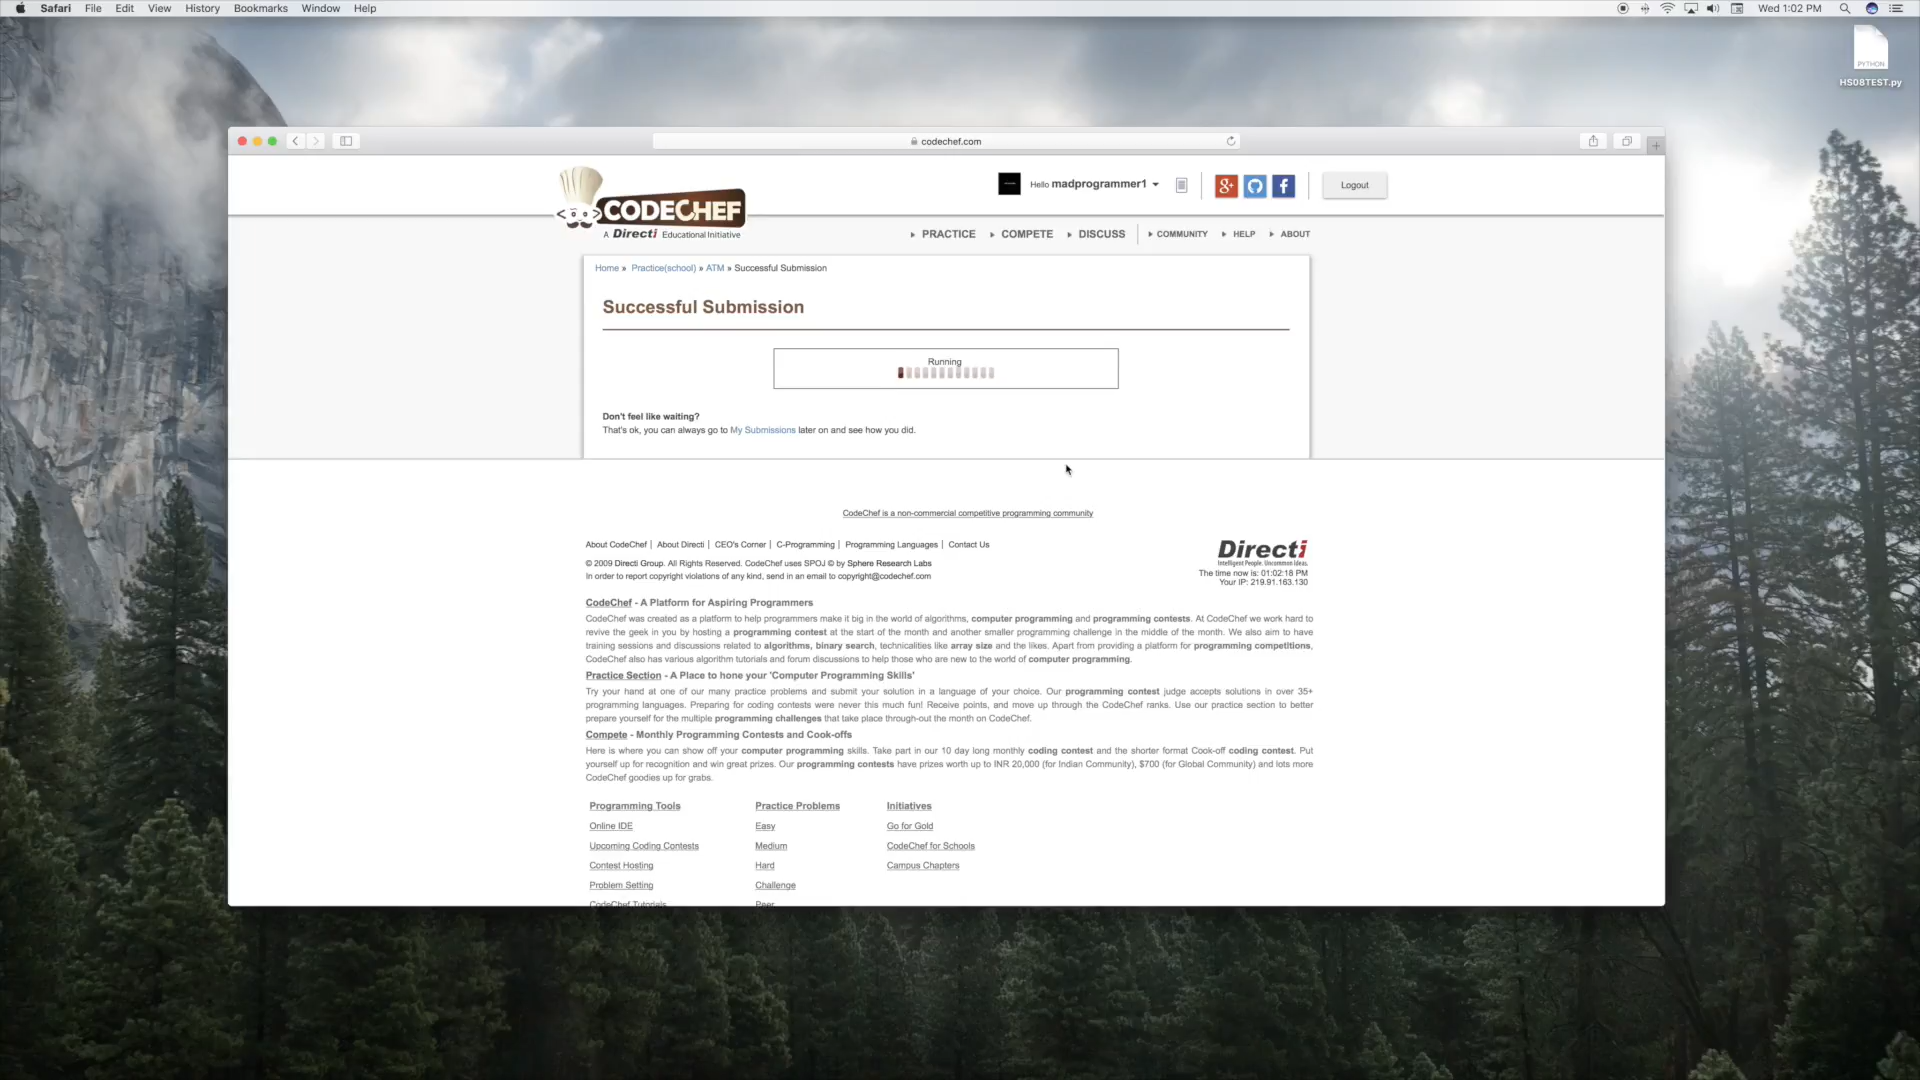 Safari File Edit View History Bookmarks Window Help
Wed 1:02 PM
PYTHON
HS08TEST.py
codechef.com
CODECHEF
A Directi Educational Initiative
Hello madprogrammer1
Logout
PRACTICE COMPETE DISCUSS COMMUNITY HELP ABOUT
Home » Practice(school) » ATM » Successful Submission
Successful Submission
Running
Don't feel like waiting?
That's ok, you can always go to My Submissions later on and see how you did.
CodeChef is a non-commercial competitive programming community
About CodeChef | About Directi | CEO's Corner | C-Programming | Programming Languages | Contact Us
© 2009 Directi Group. All Rights Reserved. CodeChef uses SPOJ © by Sphere Research Labs
In order to report copyright violations of any kind, send in an email to copyright@codechef.com
Directi
Intelligent People. Uncommon Ideas.
The time now is: 01:02:18 PM
Your IP: 219.91.163.130
CodeChef - A Platform for Aspiring Programmers
CodeChef was created as a platform to help programmers make it big in the world of algorithms, computer programming and programming contests. At CodeChef we work hard to
revive the geek in you by hosting a programming contest at the start of the month and another smaller programming challenge in the middle of the month. We also aim to have
training sessions and discussions related to algorithms, binary search, technicalities like array size and the likes. Apart from providing a platform for programming competitions,
CodeChef also has various algorithm tutorials and forum discussions to help those who are new to the world of computer programming.
Practice Section - A Place to hone your 'Computer Programming Skills'
Try your hand at one of our many practice problems and submit your solution in a language of your choice. Our programming contest judge accepts solutions in over 35+
programming languages. Preparing for coding contests were never this much fun! Receive points, and move up through the CodeChef ranks. Use our practice section to better
prepare yourself for the multiple programming challenges that take place through-out the month on CodeChef.
Compete - Monthly Programming Contests and Cook-offs
Here is where you can show off your computer programming skills. Take part in our 10 day long monthly coding contest and the shorter format Cook-off coding contest. Put
yourself up for recognition and win great prizes. Our programming contests have prizes worth up to INR 20,000 (for Indian Community), $700 (for Global Community) and lots more
CodeChef goodies up for grabs.
Programming Tools Practice Problems Initiatives
Online IDE Easy Go for Gold
Upcoming Coding Contests Medium CodeChef for Schools
Contest Hosting Hard Campus Chapters
Problem Setting Challenge
CodeChef Tutorials Peer